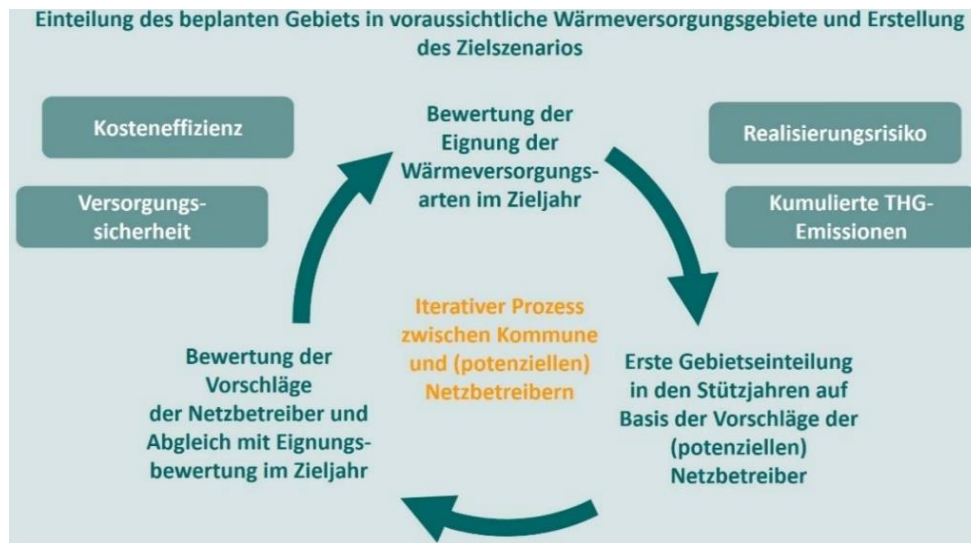 Einteilung des beplanten Gebiets in voraussichtliche Wärmeversorgungsgebiete und Erstellung
des Zielszenarios
Kosteneffizienz
Versorgungs-
sicherheit
Bewertung der
Eignung der
Wärmeversorgungs-
arten im Zieljahr
Realisierungsrisiko
Kumulierte THG-
Emissionen
Iterativer Prozess
zwischen Kommune
und (potenziellen)
Netzbetreibern
Erste Gebietseinteilung
in den Stützjahren auf
Basis der Vorschläge der
(potenziellen)
Netzbetreiber
Bewertung der
Vorschläge
der Netzbetreiber und
Abgleich mit Eignungs-
bewertung im Zieljahr